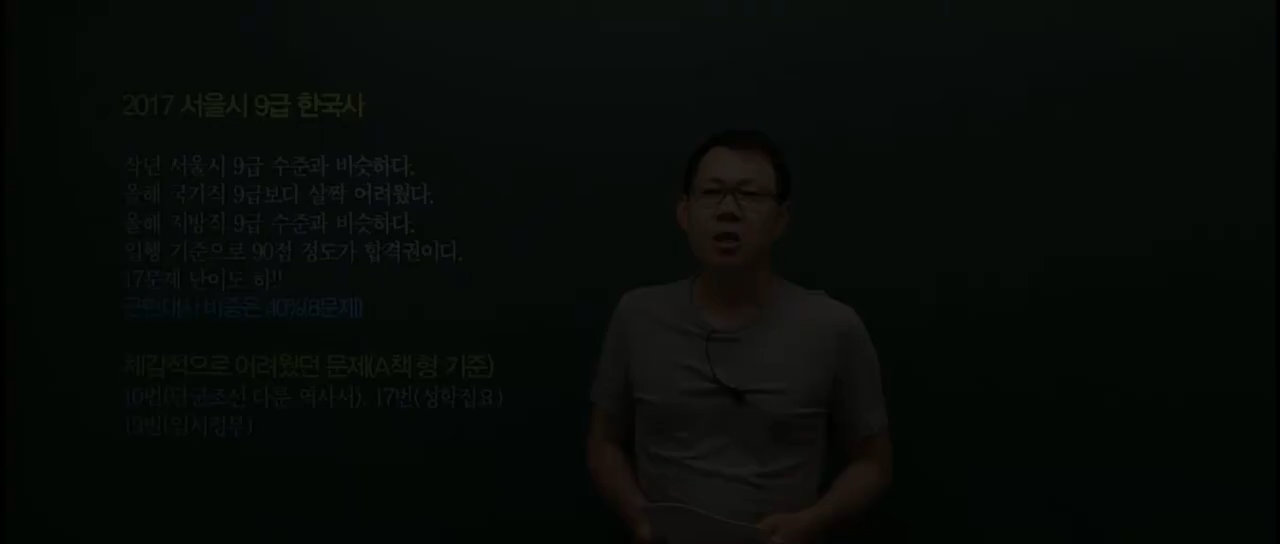 2017 서울시 9급 한국사
작년 서울시 9급 수준과 비슷하다.
올해 국가직 9급보다 살짝 어려웠다.
올해 지방직 9급 수준과 비슷하다.
일행 기준으로 90점 정도가 합격권이다.
17문제 난이도 하!!
근현대사 비중은 40%(8문제)
체감적으로 어려웠던 문제(A책형 기준)
10번(단군조선 다룬 역사서), 17번(성학집요)
19번(임시정부)